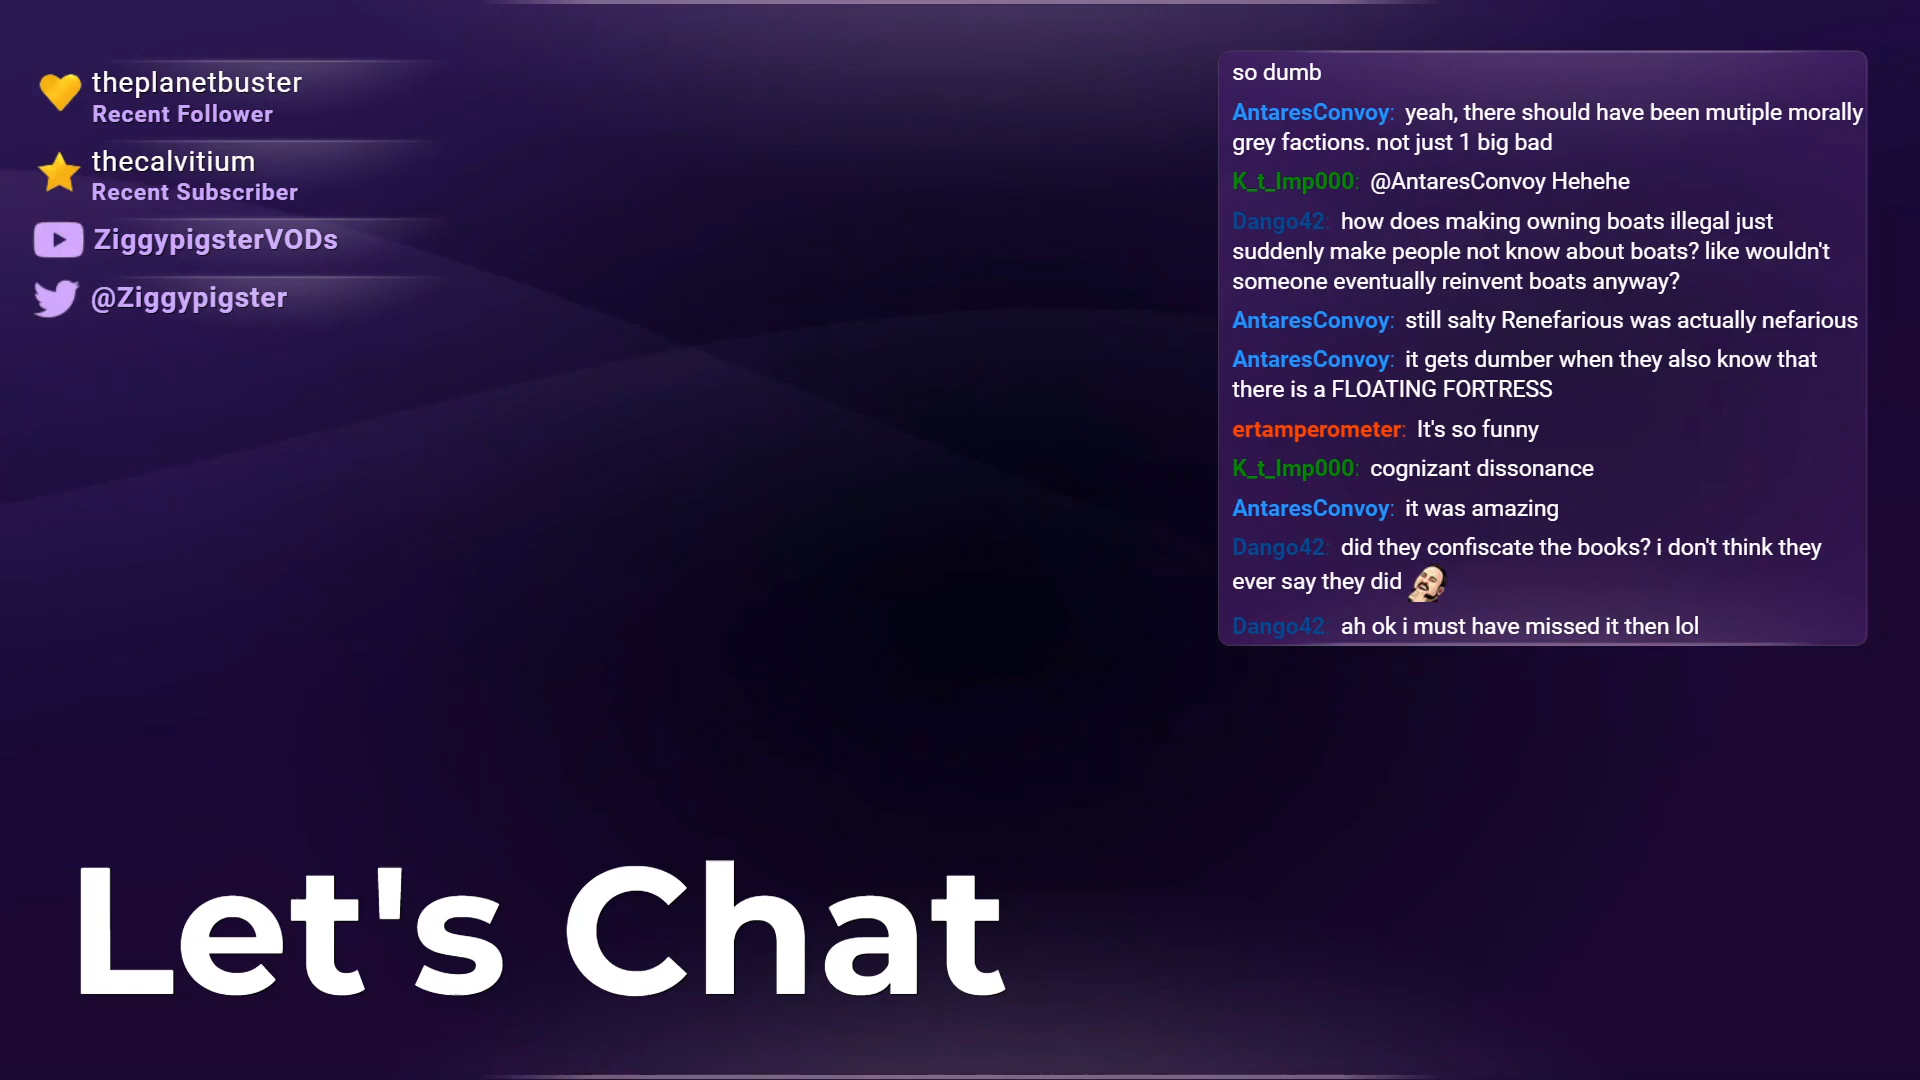 theplanetbuster
Recent Follower
thecalvitium
Recent Subscriber
ZiggypigsterVODs
@Ziggypigster
so dumb
AntaresConvoy: yeah, there should have been mutiple morally
grey factions. not just 1 big bad
K_t_Imp000: @AntaresConvoy Hehehe
Dango42: how does making owning boats illegal just
suddenly make people not know about boats? like wouldn't
someone eventually reinvent boats anyway?
AntaresConvoy: still salty Renefarious was actually nefarious
AntaresConvoy: it gets dumber when they also know that
there is a FLOATING FORTRESS
ertamperometer: It's so funny
K_t_Imp000: cognizant dissonance
AntaresConvoy: it was amazing
Dango42: did they confiscate the books? i don't think they
ever say they did
Dango42: ah ok i must have missed it then lol
Let's Chat